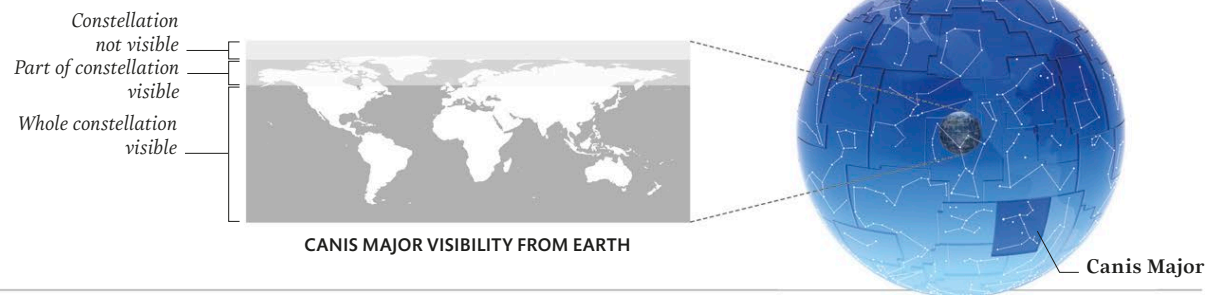 Constellation
not visible
Part of constellation
visible
Whole constellation
visible
CANIS MAJOR VISIBILITY FROM EARTH
Canis Major